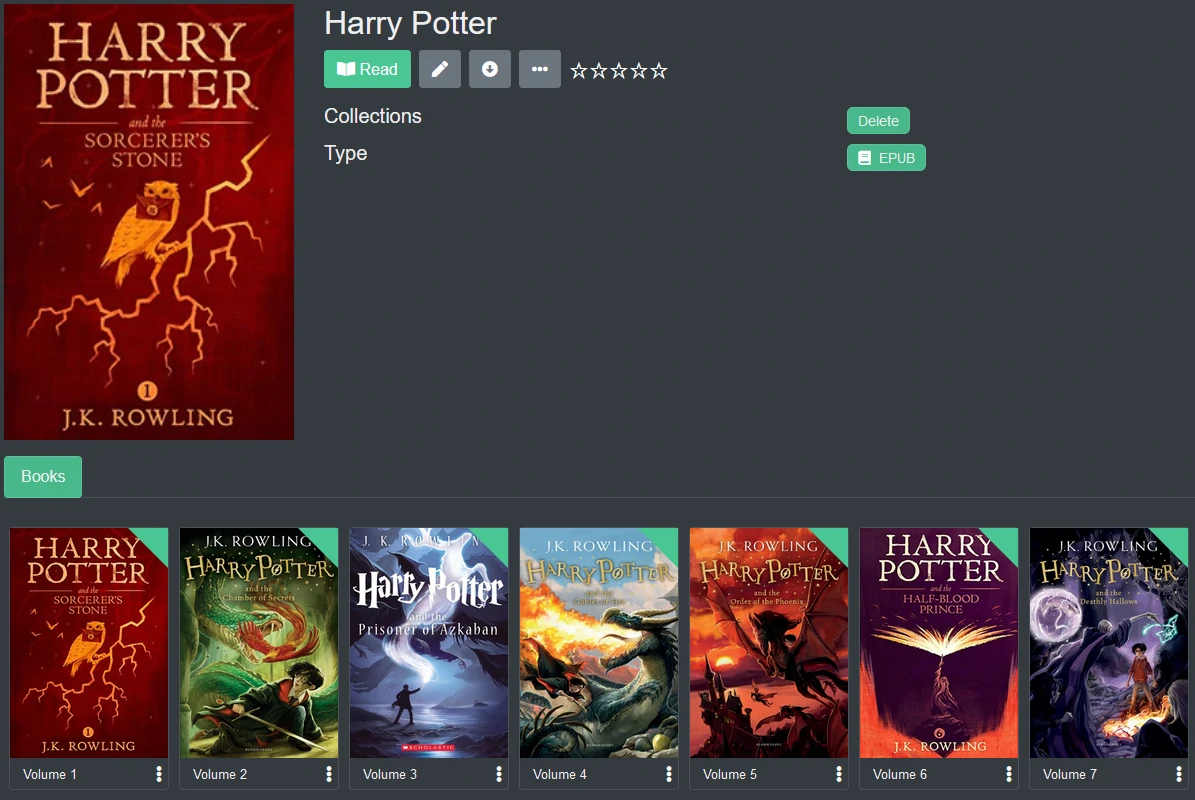 HARRY
POTTER
and the
SORCERER'S
STONE
1
J.K. ROWLING
Harry Potter
Read
Collections
Delete
Type
EPUB
Books
HARRY
POTTER
and the
SORCERER'S
STONE
1
J.K. ROWLING
Volume 1
J.K. ROWLING
HARRY POTTER
and the
Chamber of Secrets
BLOOMSBURY
Volume 2
J. K. ROWLIN
Harry Potter
and the
Prisoner of Azkaban
SCHOLASTIC
Volume 3
J.K. ROWLING
HARRY POTTER
and the
Goblet of Fire
Volume 4
J.K. ROWLING
HARRY POTTER
and the
Order of the Phoenix
BLOOMSBURY
Volume 5
HARRY
POTTER
and the
HALF-BLOOD
PRINCE
6
J.K. ROWLING
Volume 6
J.K. ROWLING
HARRY POTTER
and the
Deathly Hallows
BLOOMSBURY
Volume 7